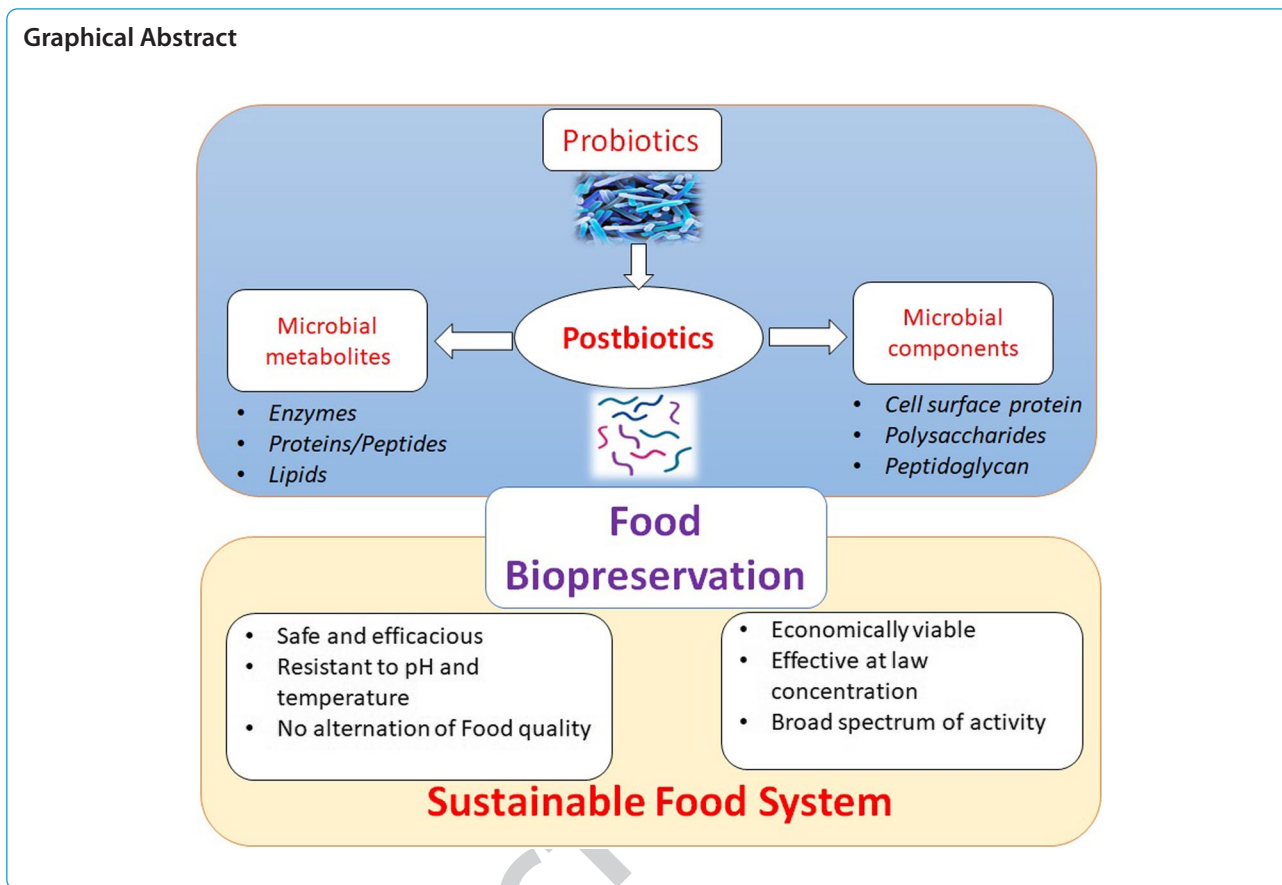 Graphical Abstract
Probiotics
Postbiotics
Microbial
metabolites
• Enzymes
• Proteins/Peptides
• Lipids
Microbial
components
• Cell surface protein
• Polysaccharides
• Peptidoglycan
Food
Biopreservation
• Safe and efficacious
• Resistant to pH and
temperature
• No alternation of Food quality
• Economically viable
• Effective at law
concentration
• Broad spectrum of activity
Sustainable Food System